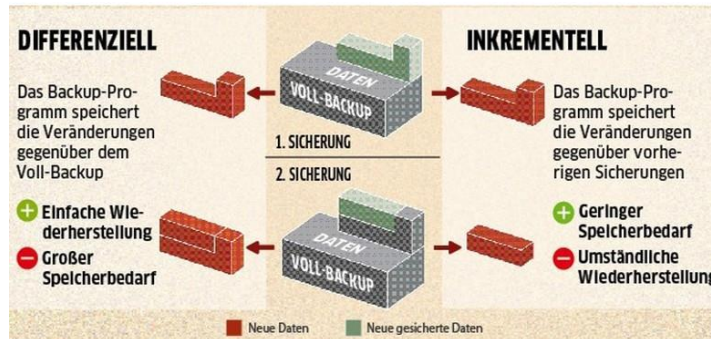 DIFFERENZIELL
Das Backup-Pro-
gramm speichert
die Veränderungen
gegenüber dem
Voll-Backup
Einfache Wie-
derherstellung
Großer
Speicherbedarf
DATEN
VOLL-BACKUP
1. SICHERUNG
2. SICHERUNG
DATEN
VOLL-BACKUP
INKREMENTELL
Das Backup-Pro-
gramm speichert
die Veränderungen
gegenüber vorhe-
rigen Sicherungen
Geringer
Speicherbedarf
Umständliche
Wiederherstellung
Neue Daten
Neue gesicherte Daten